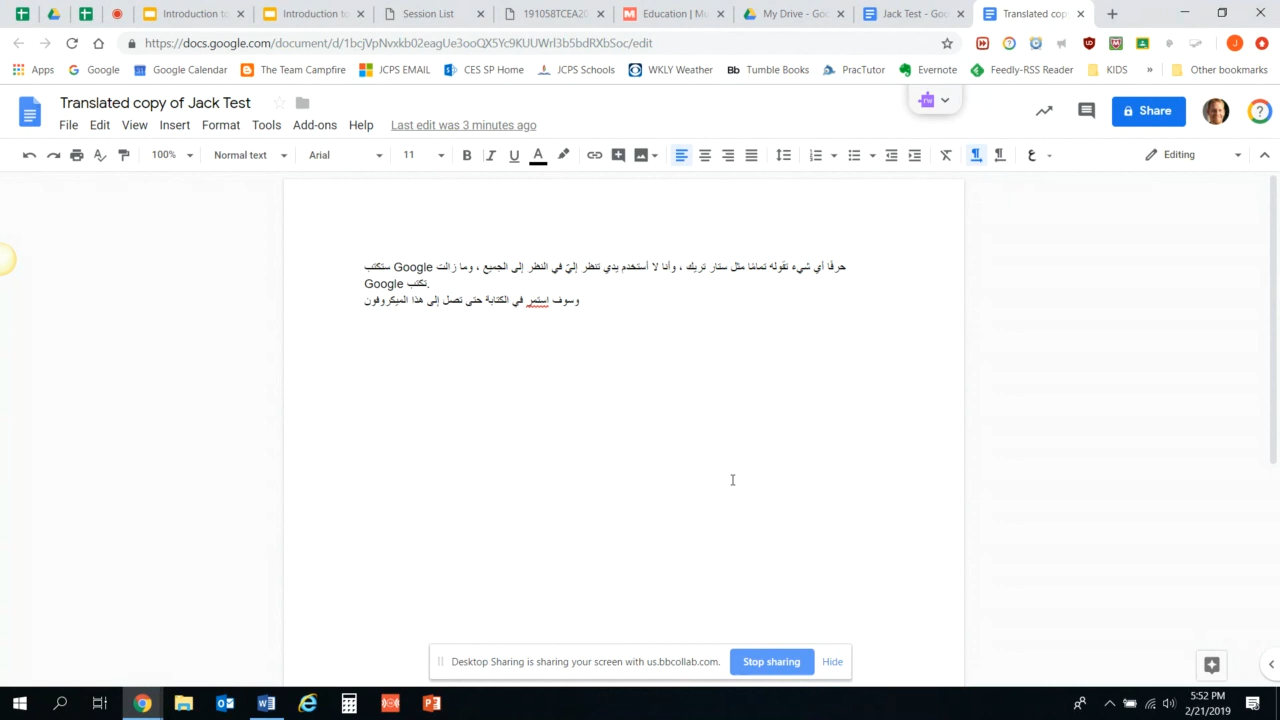 Introduction to
Introduction to
Session List
191058TCEA20
Education | M
My Drive - Goo
Jack Test - Goo
Translated copy
https://docs.google.com/document/d/1bcjVpNvxkb02eagUe3ooQX5Yc9KUUWrl3b5bdRXbSoc/edit
Apps
Google
Google Calendar
The Team Campfire
JCPS EMAIL
CES SP Home
JCPS Schools
WKLY Weather
Bb Tumble Books
PracTutor
Evernote
Feedly-RSS Reader
KIDS
»
Other bookmarks
Translated copy of Jack Test
File Edit View Insert Format Tools Add-ons Help Last edit was 3 minutes ago
Share
100% Normal text Arial 11 B I U A Editing
ستكتب Google حرفًا أي شيء تقوله تمامًا مثل ستار تريك ، وأنا لا أستخدم يدي تنظر إليّ في النظر إلى الجميع ، وما زالت
Google تكتب.
وسوف إستمر في الكتابة حتى تصل إلى هذا الميكروفون
Desktop Sharing is sharing your screen with us.bbcollab.com. Stop sharing Hide
5:52 PM
2/21/2019